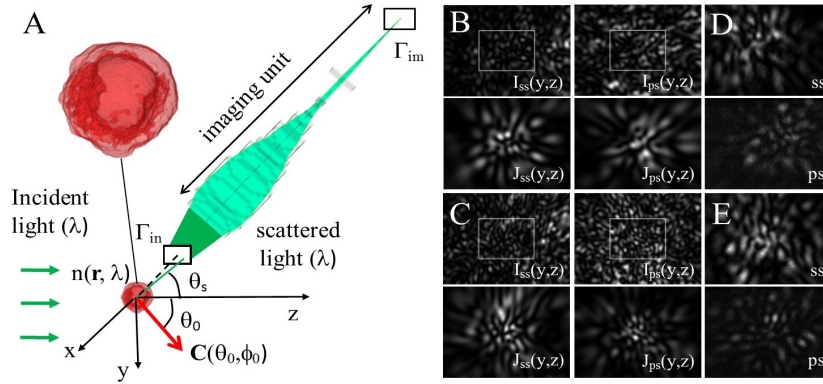 A
Γim
imaging unit
Incident
light (λ)
Γin
scattered
light (λ)
n(r, λ)
θs
θ0
z
x
y
C(θ0,ϕ0)
B
Iss(y,z)
Ips(y,z)
Jss(y,z)
Jps(y,z)
C
Iss(y,z)
Ips(y,z)
Jss(y,z)
Jps(y,z)
D
ss
ps
E
ss
ps